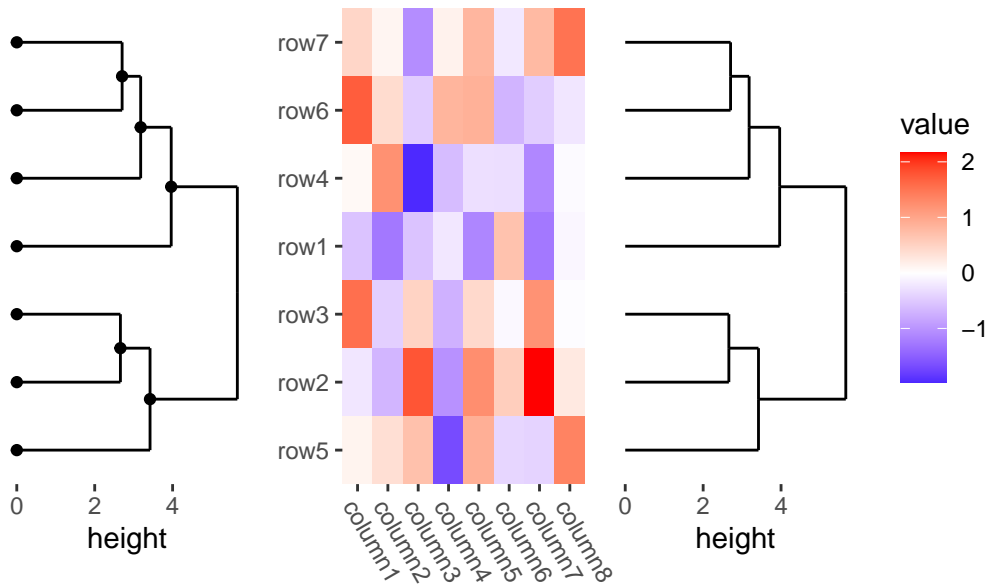 row7
row6
row4
row1
row3
row2
row5
column1
column2
column3
column4
column5
column6
column7
column8
0 2 4
height
0 2 4
height
value
2
1
0
−1